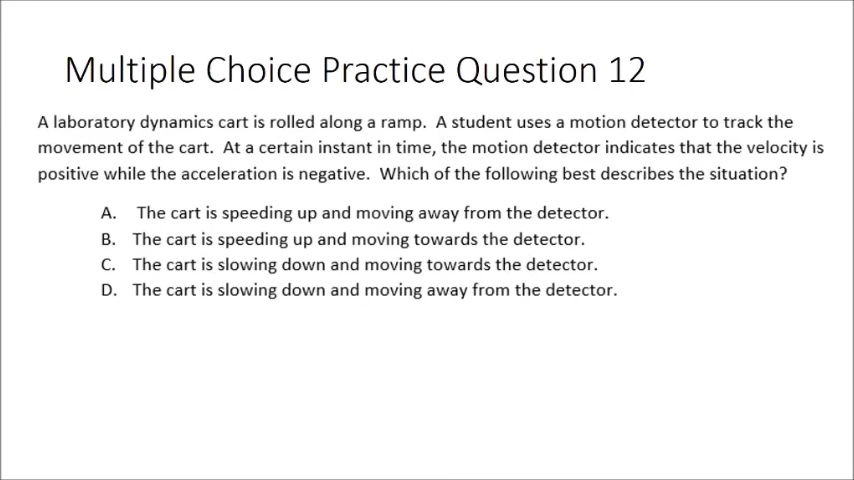 Multiple Choice Practice Question 12
A laboratory dynamics cart is rolled along a ramp. A student uses a motion detector to track the
movement of the cart. At a certain instant in time, the motion detector indicates that the velocity is
positive while the acceleration is negative. Which of the following best describes the situation?
A. The cart is speeding up and moving away from the detector.
B. The cart is speeding up and moving towards the detector.
C. The cart is slowing down and moving towards the detector.
D. The cart is slowing down and moving away from the detector.